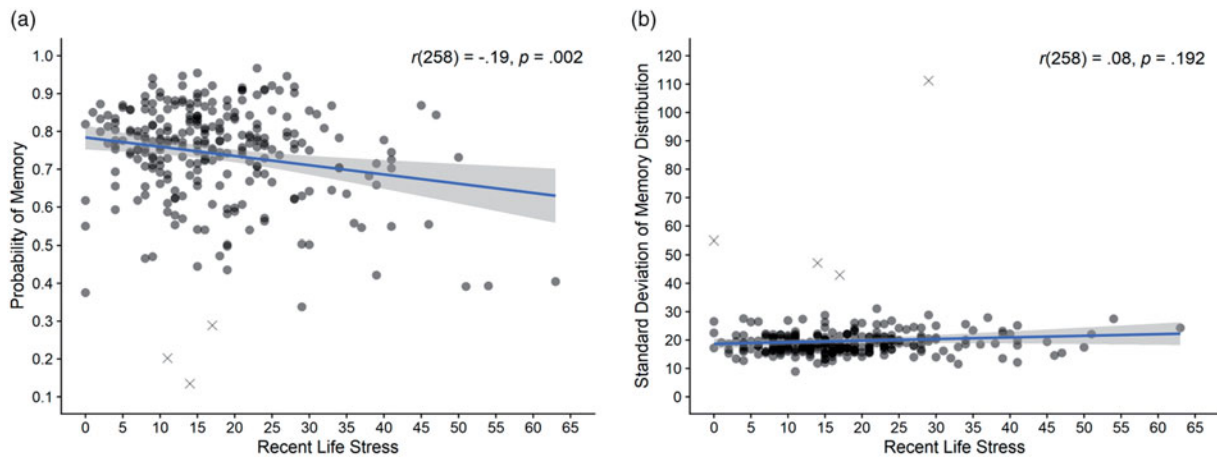 (a)
r(258) = -.19, p = .002
Probability of Memory
1.0
0.9
0.8
0.7
0.6
0.5
0.4
0.3
0.2
0.1
0 5 10 15 20 25 30 35 40 45 50 55 60 65
Recent Life Stress
(b)
r(258) = .08, p = .192
Standard Deviation of Memory Distribution
120
110
100
90
80
70
60
50
40
30
20
10
0
0 5 10 15 20 25 30 35 40 45 50 55 60 65
Recent Life Stress